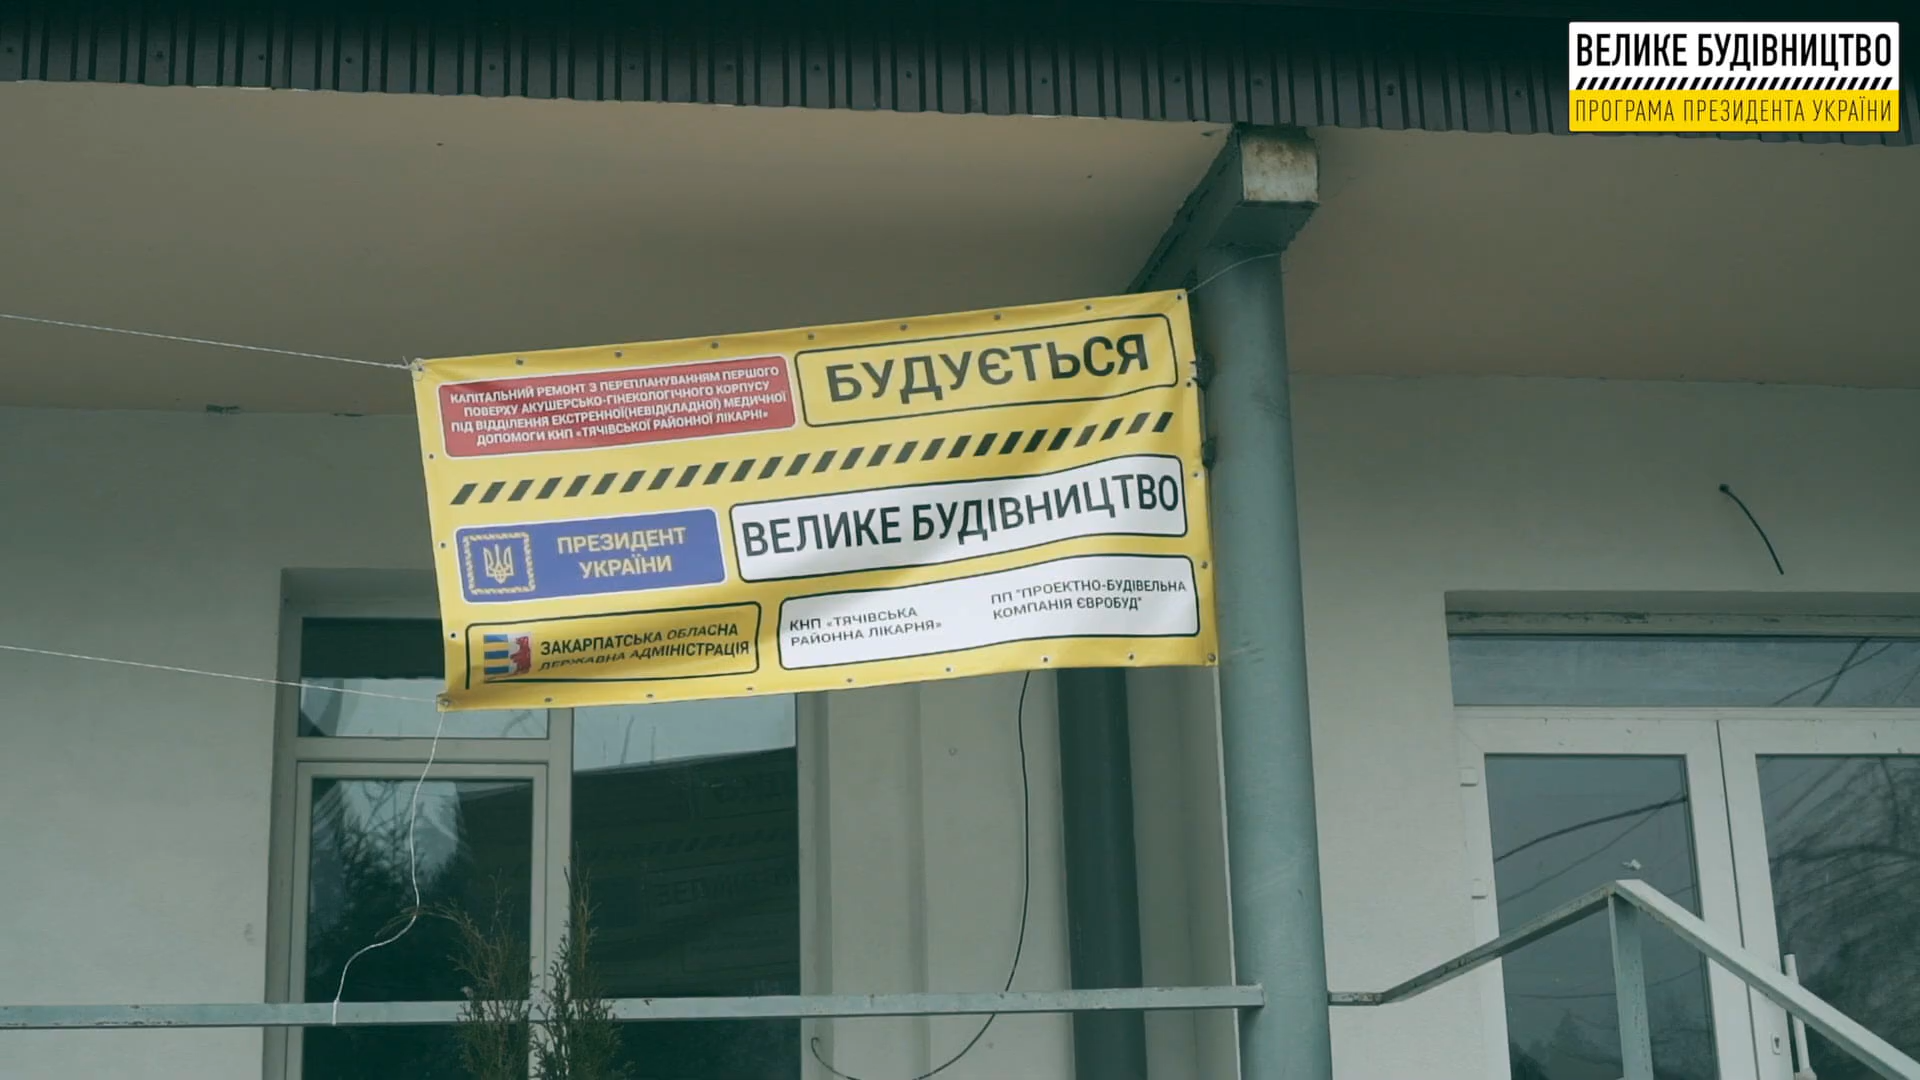 ВЕЛИКЕ БУДІВНИЦТВО
ПРОГРАМА ПРЕЗИДЕНТА УКРАЇНИ
КАПІТАЛЬНИЙ РЕМОНТ З ПЕРЕПЛАНУВАННЯМ ПЕРШОГО
ПОВЕРХУ АКУШЕРСЬКО-ГІНЕКОЛОГІЧНОГО КОРПУСУ
ПІД ВІДДІЛЕННЯ ЕКСТРЕННОЇ(НЕВІДКЛАДНОЇ) МЕДИЧНОЇ
ДОПОМОГИ КНП «ТЯЧІВСЬКОЇ РАЙОННОЇ ЛІКАРНІ»
БУДУЄТЬСЯ
ПРЕЗИДЕНТ
УКРАЇНИ
ВЕЛИКЕ БУДІВНИЦТВО
ЗАКАРПАТСЬКА ОБЛАСНА
ДЕРЖАВНА АДМІНІСТРАЦІЯ
КНП «ТЯЧІВСЬКА
РАЙОННА ЛІКАРНЯ»
ПП "ПРОЕКТНО-БУДІВЕЛЬНА
КОМПАНІЯ ЄВРОБУД"